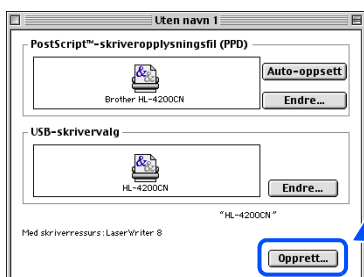 Uten navn 1
PostScript™-skriveropplysningsfil (PPD)
Auto-oppsett
Brother HL-4200CN
Endre...
USB-skrivervalg
HL-4200CN
Endre...
"HL-4200CN"
Med skriverressurs: LaserWriter 8
Opprett...